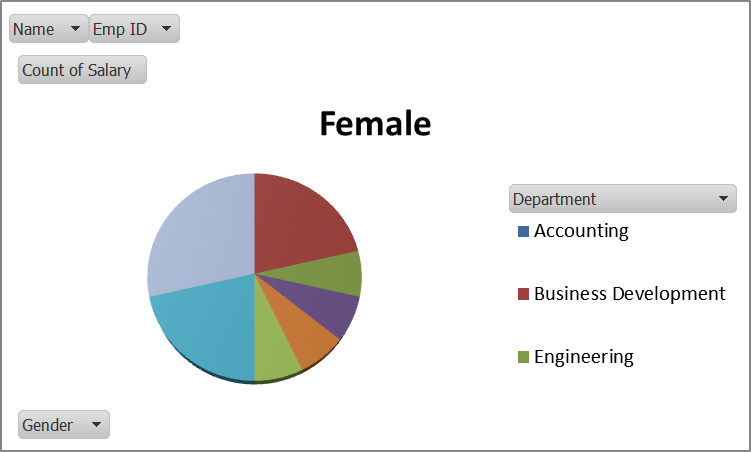 Name
Emp ID
Count of Salary
Female
Department
Accounting
Business Development
Engineering
Gender